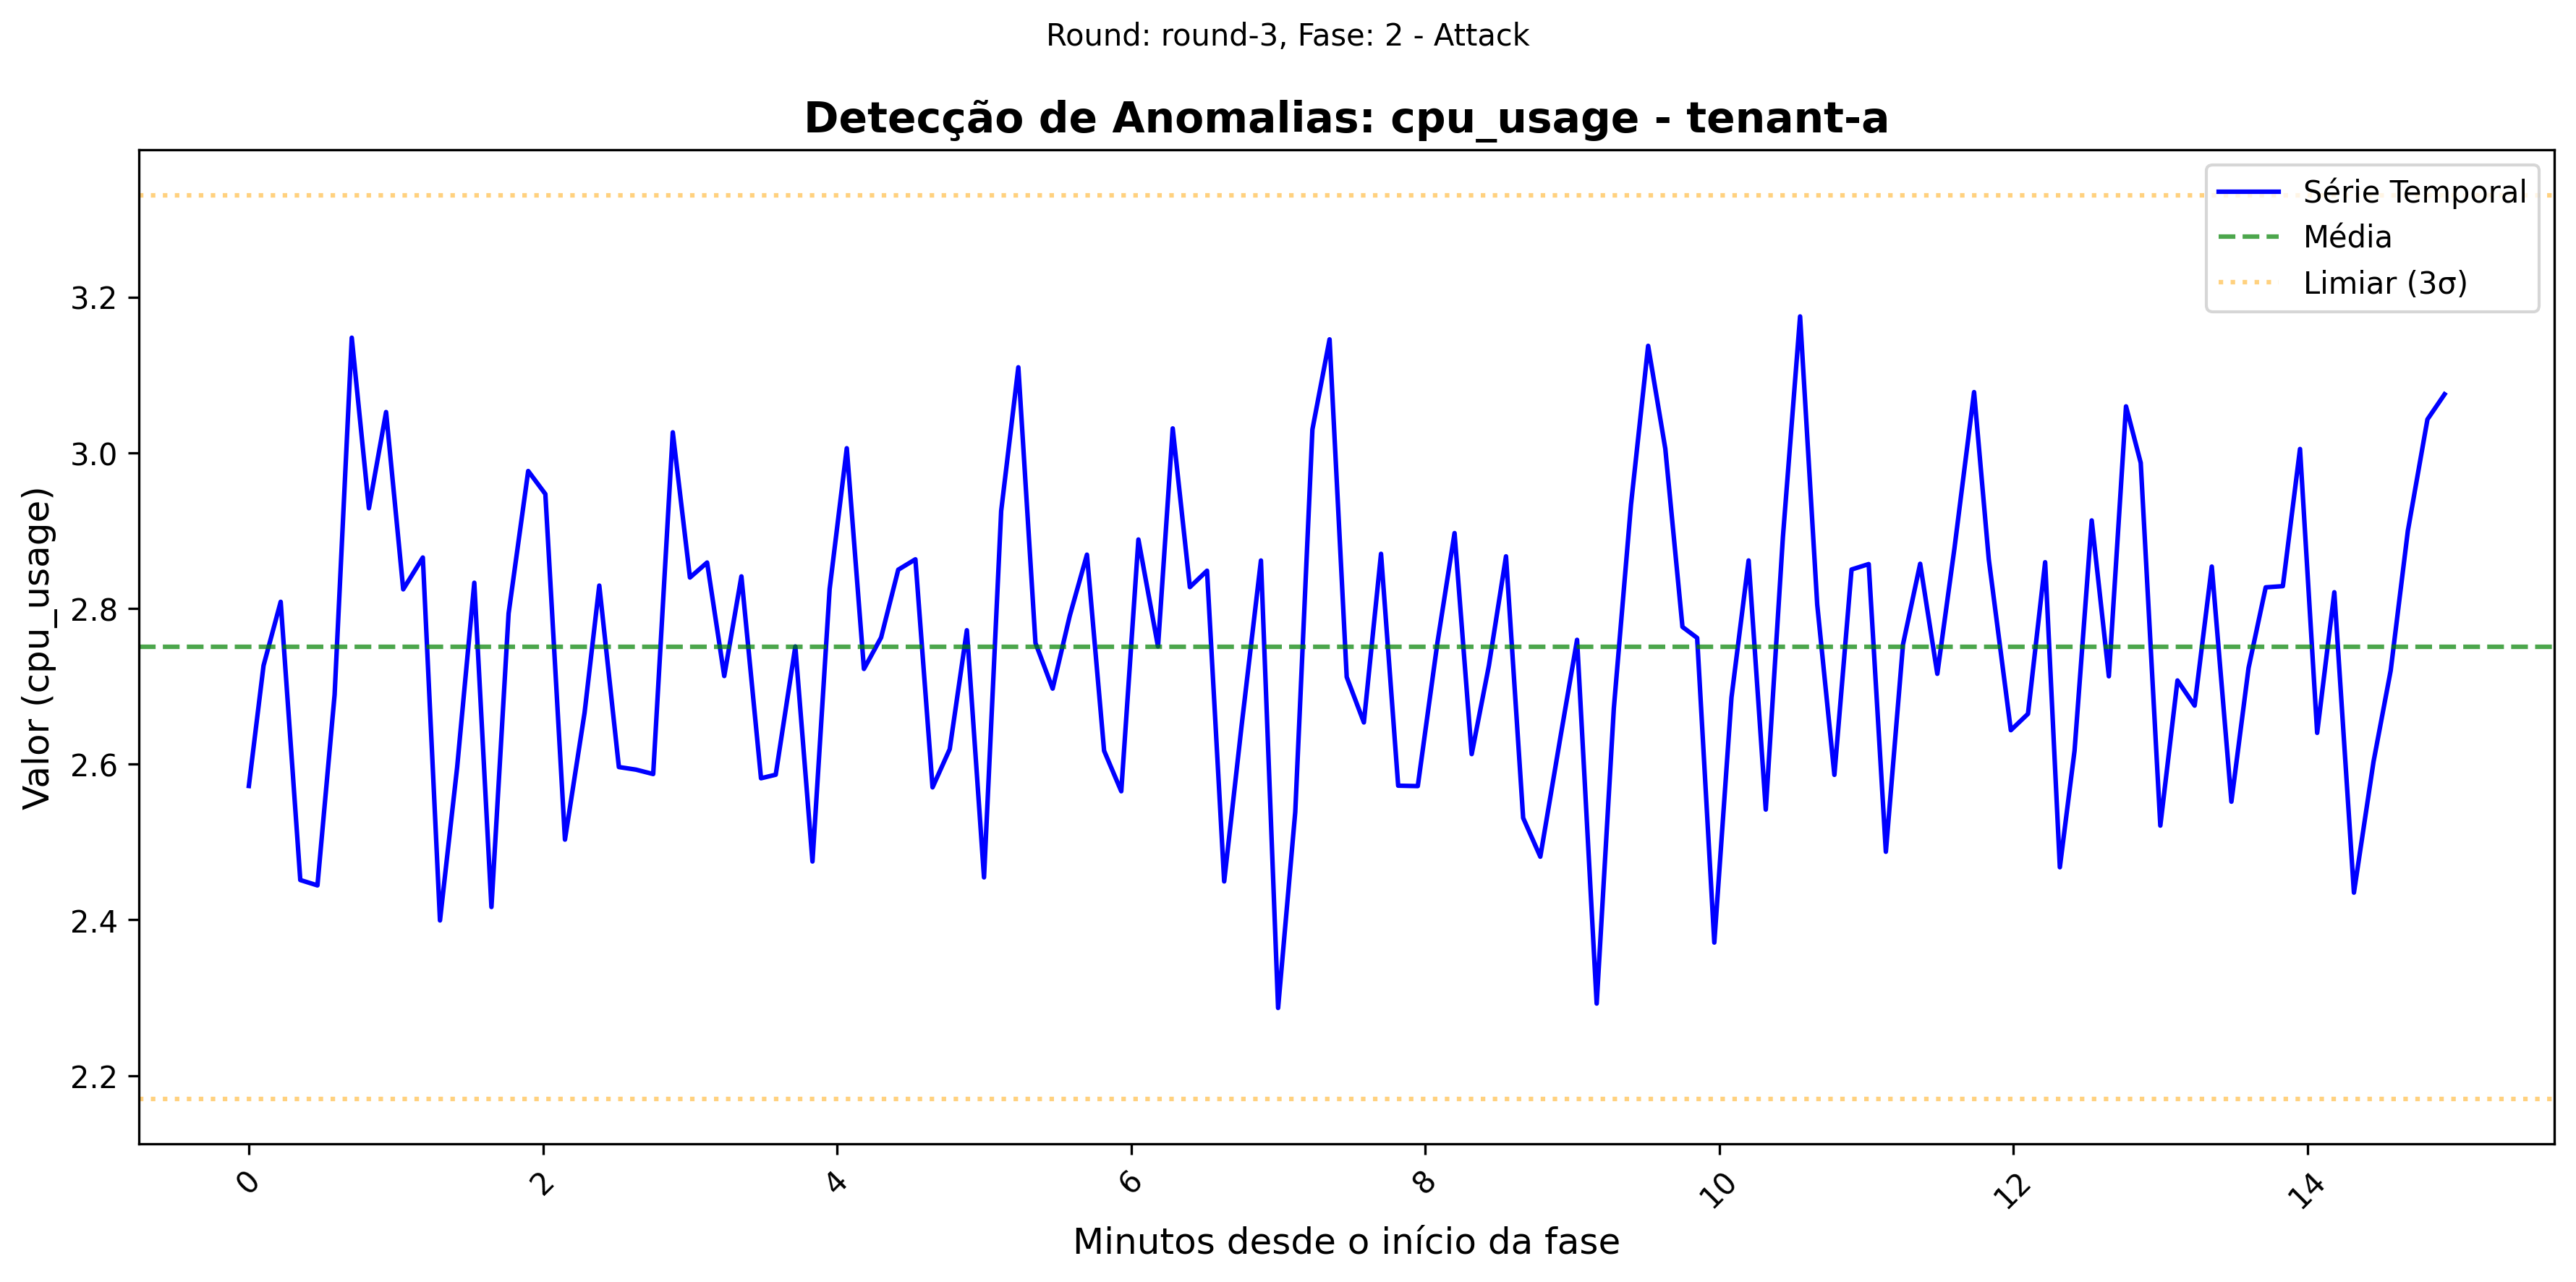 Round: round-3, Fase: 2 - Attack
Detecção de Anomalias: cpu_usage - tenant-a
Série Temporal
Média
Limiar (3σ)
Valor (cpu_usage)
3.2
3.0
2.8
2.6
2.4
2.2
0
2
4
6
8
10
12
14
Minutos desde o início da fase